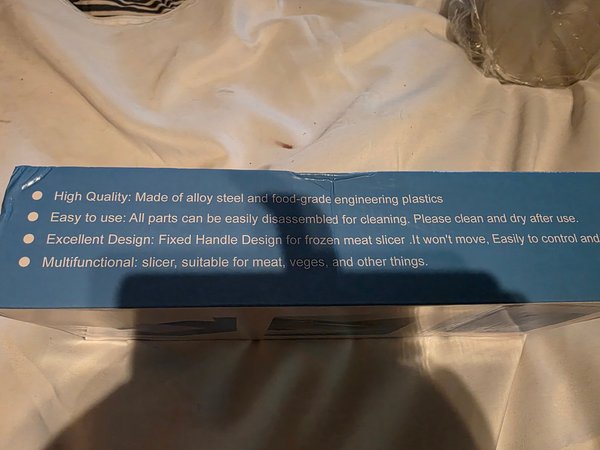 High Quality: Made of alloy steel and food-grade engineering plastics
Easy to use: All parts can be easily disassembled for cleaning. Please clean and dry after use.
Excellent Design: Fixed Handle Design for frozen meat slicer .It won't move, Easily to control and
Multifunctional: slicer, suitable for meat, veges, and other things.